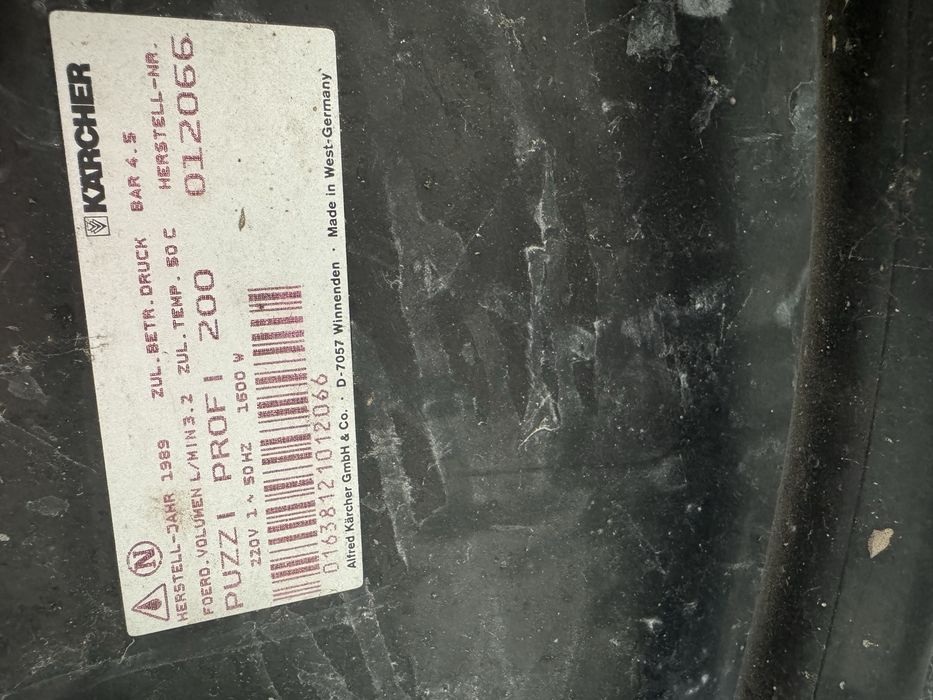 KÄRCHER
N
HERSTELL-JAHR 1989 ZUL.BETR.DRUCK BAR 4.5
FOERD.VOLUMEN L/MIN3.2 ZUL.TEMP.50C HERSTELL-NR.
PUZZI PROFI 200 012066
220V 1~50HZ 1600 W
01638121012066
Alfred Kärcher GmbH & Co. · D-7057 Winnenden · Made in West-Germany